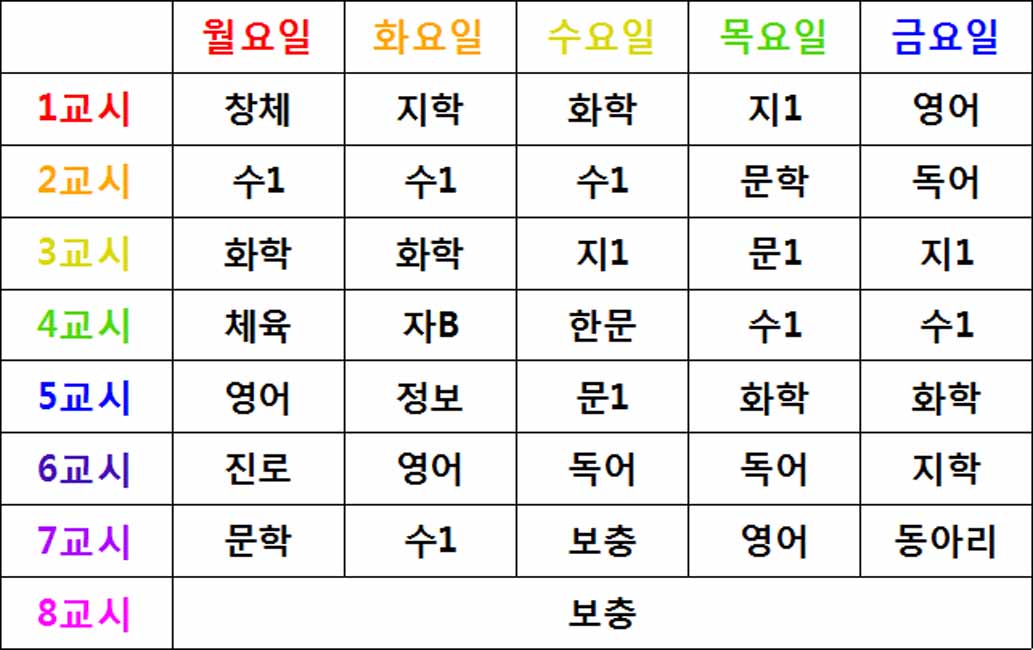 월요일 화요일 수요일 목요일 금요일
1교시 창체 지학 화학 지1 영어
2교시 수1 수1 수1 문학 독어
3교시 화학 화학 지1 문1 지1
4교시 체육 자B 한문 수1 수1
5교시 영어 정보 문1 화학 화학
6교시 진로 영어 독어 독어 지학
7교시 문학 수1 보충 영어 동아리
8교시 보충